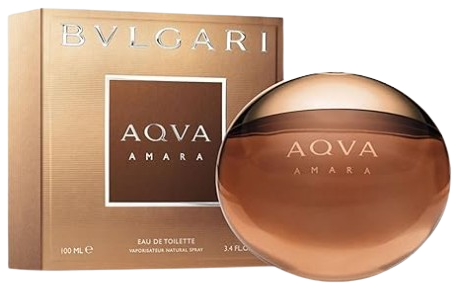 BVLGARI
AQVA
AMARA
EAU DE TOILETTE
100 ML ℮ VAPORISATEUR NATURAL SPRAY 3.4 FL.
AQVA
AMARA